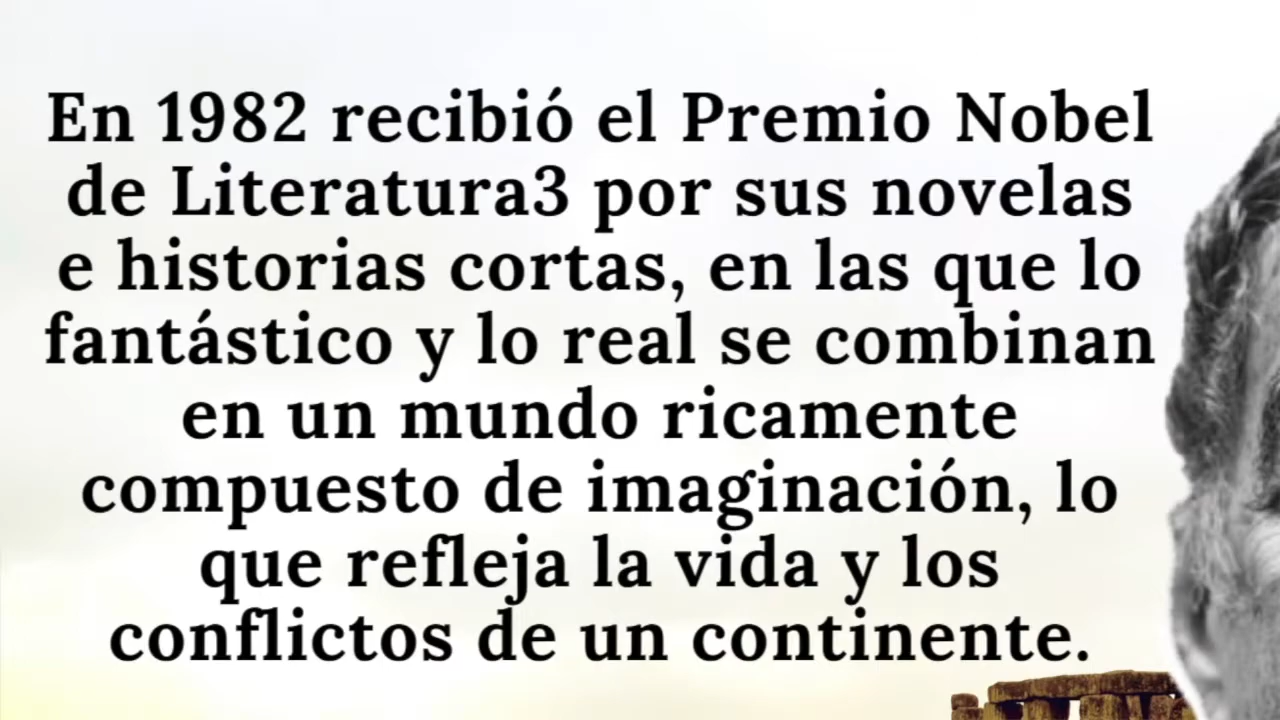 En 1982 recibió el Premio Nobel
de Literatura3 por sus novelas
e historias cortas, en las que lo
fantástico y lo real se combinan
en un mundo ricamente
compuesto de imaginación, lo
que refleja la vida y los
conflictos de un continente.